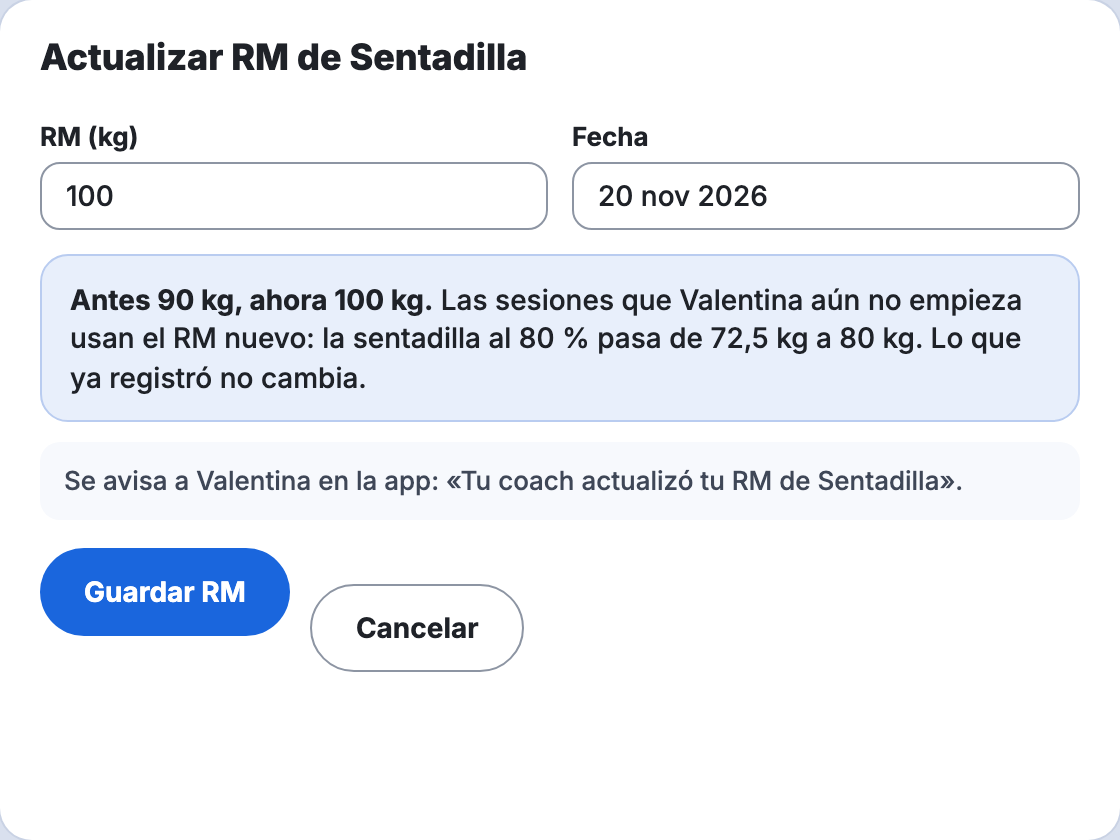 Actualizar RM de Sentadilla
RM (kg)
Fecha
100
20 nov 2026
Antes 90 kg, ahora 100 kg. Las sesiones que Valentina aún no empieza
usan el RM nuevo: la sentadilla al 80 % pasa de 72,5 kg a 80 kg. Lo que
ya registró no cambia.
Se avisa a Valentina en la app: «Tu coach actualizó tu RM de Sentadilla».
Guardar RM
Cancelar